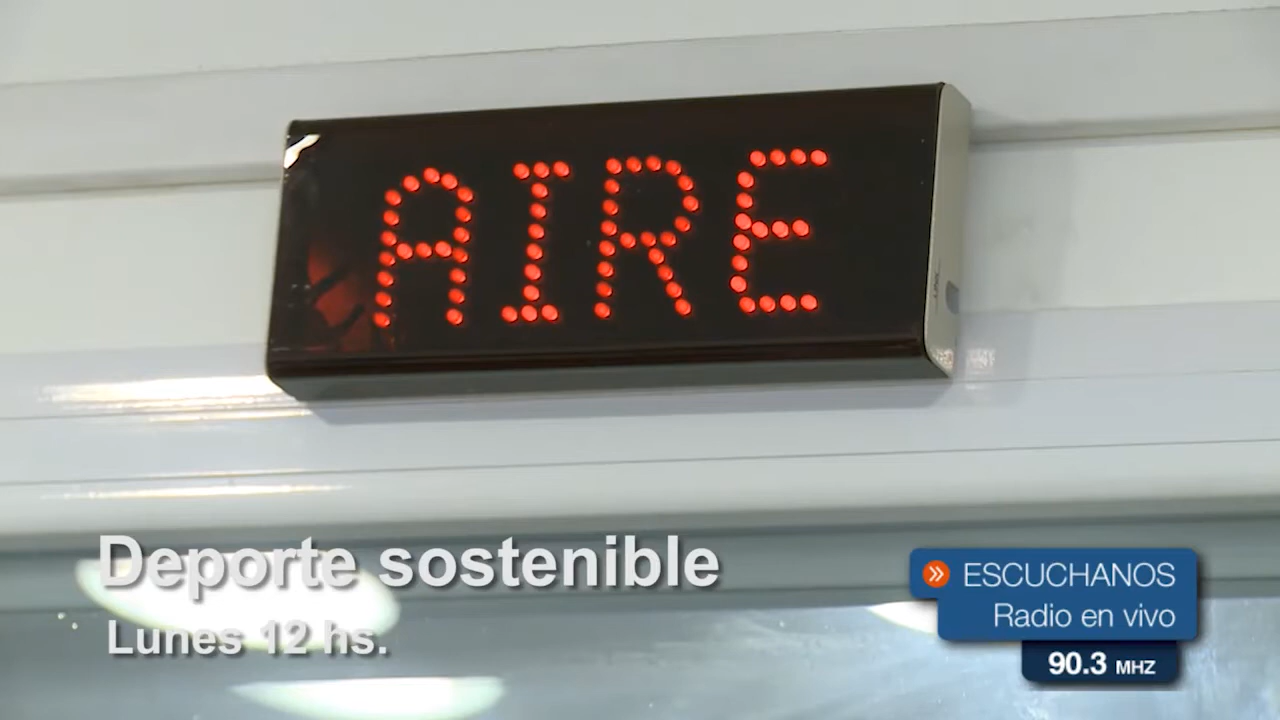 AIRE
Deporte sostenible
Lunes 12 hs.
ESCUCHANOS
Radio en vivo
90.3 MHZ